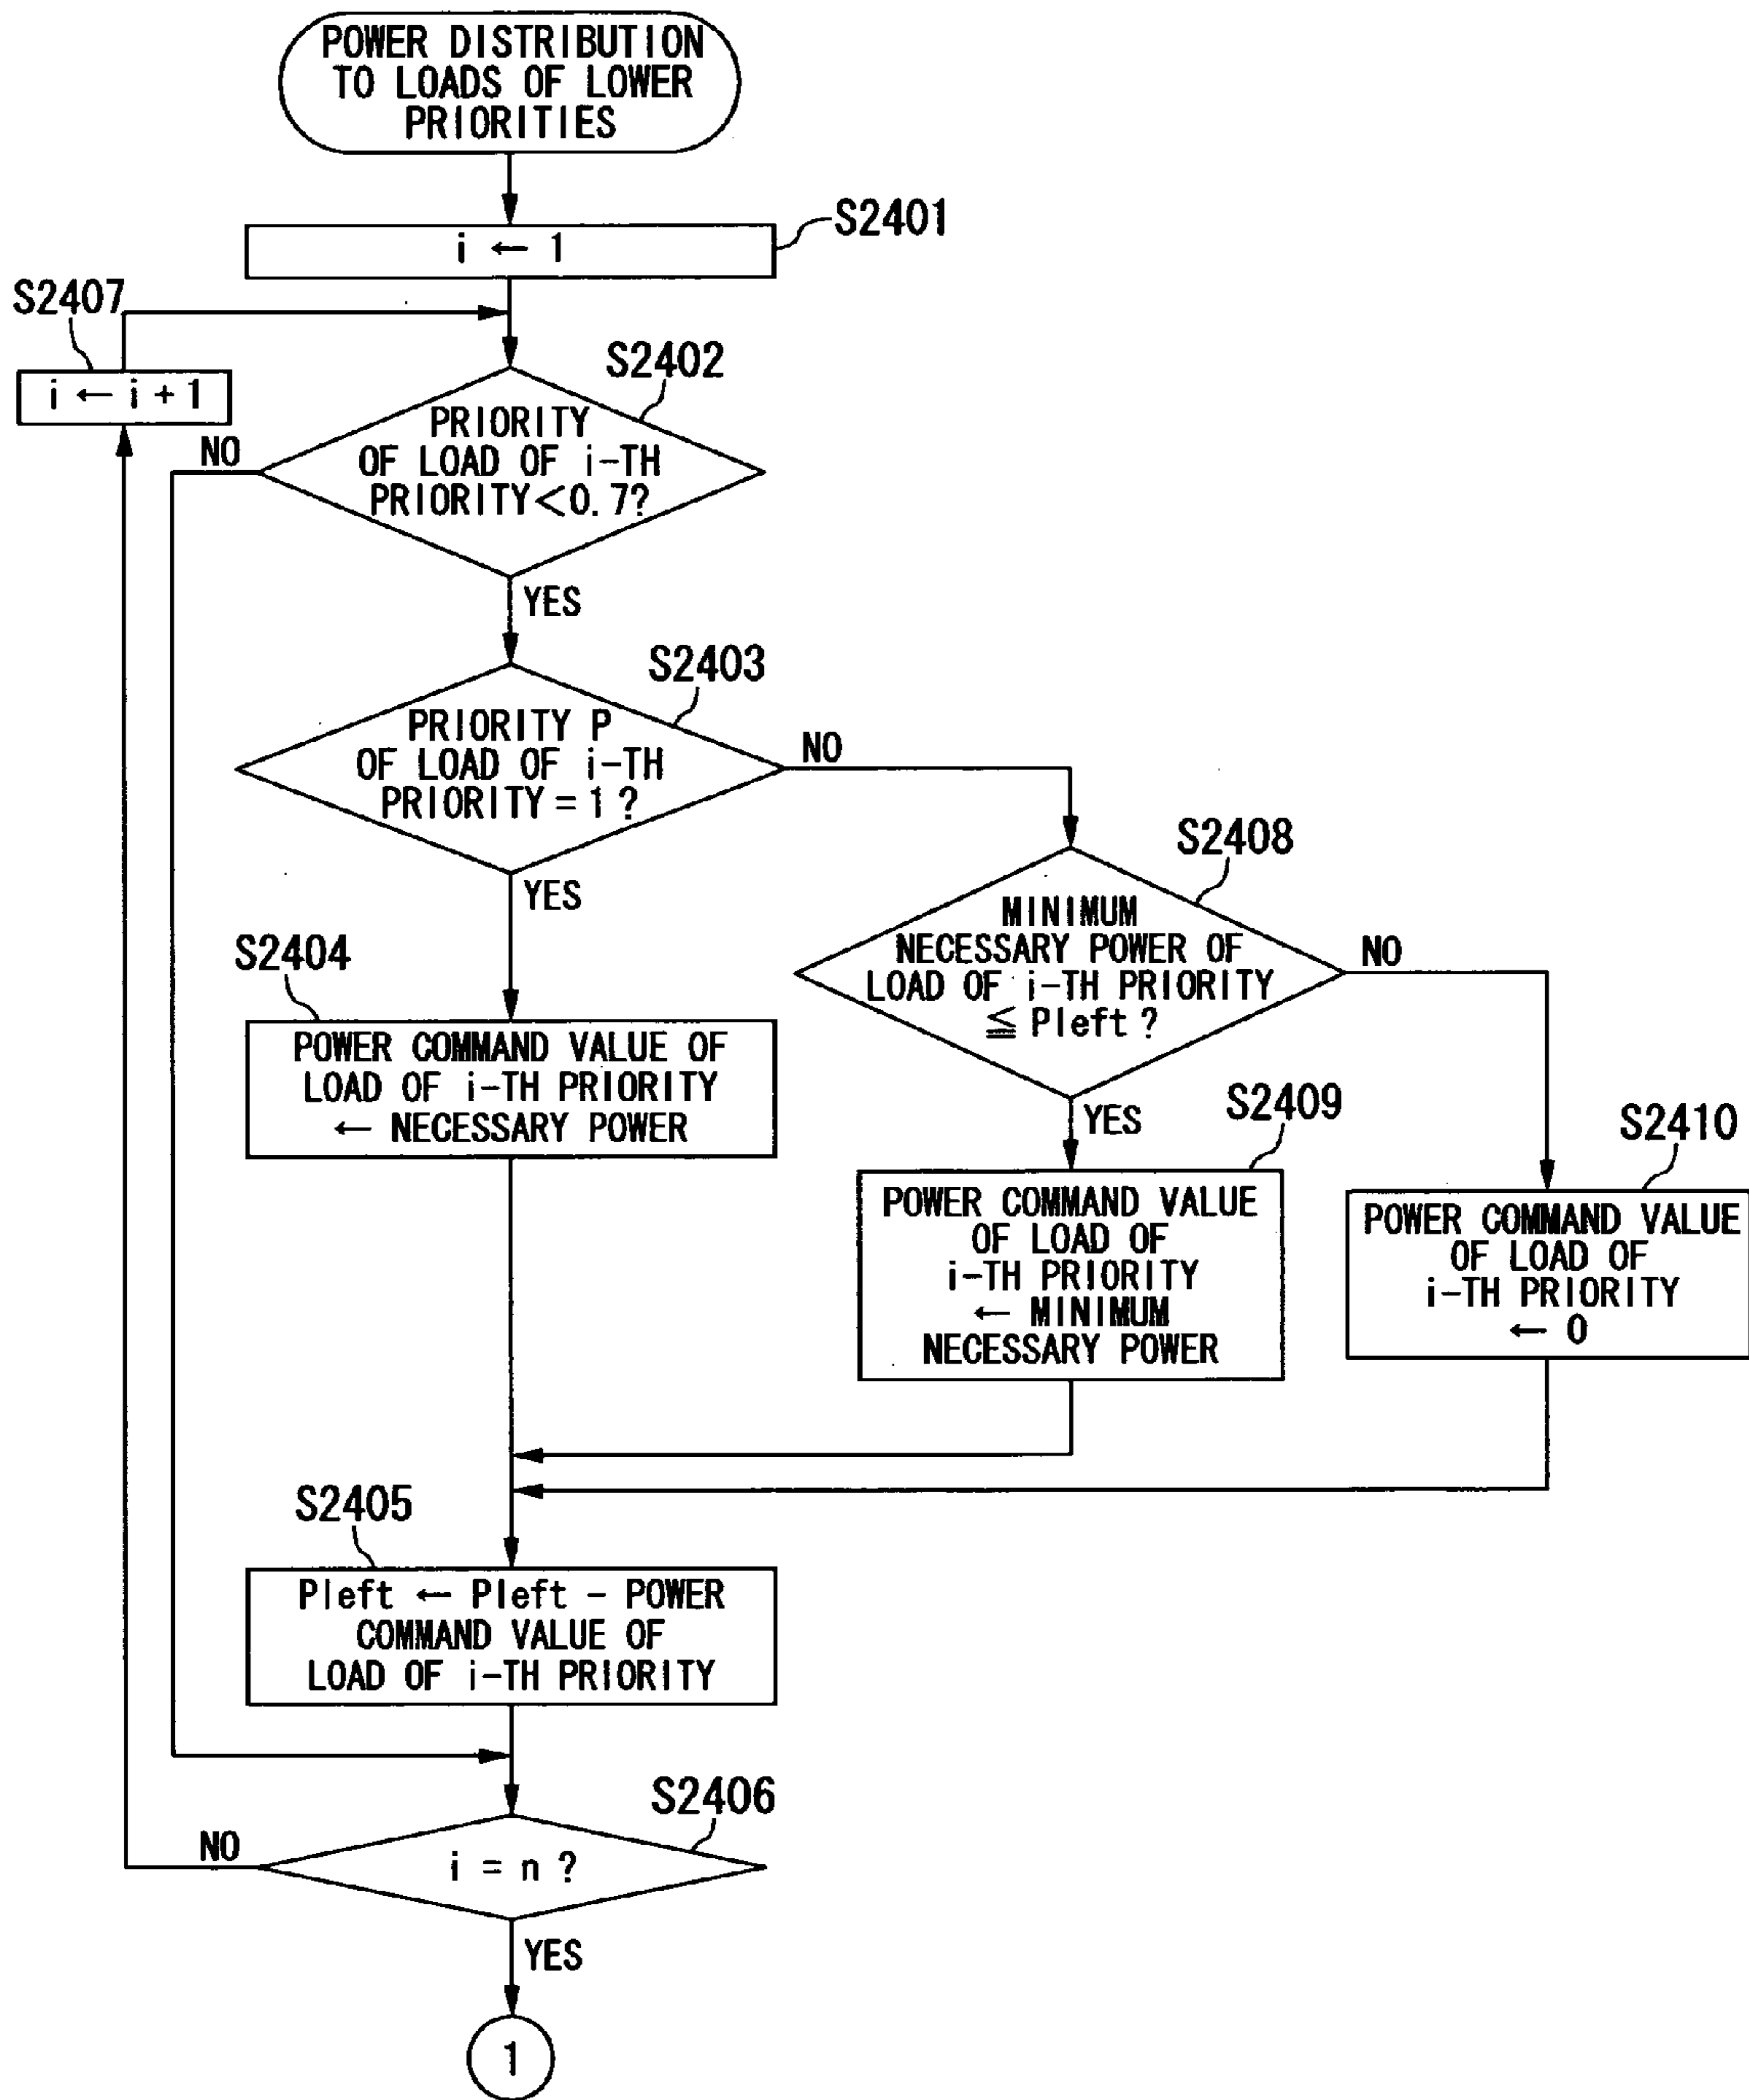 POWER DISTRIBUTION
TO LOADS OF LOWER
PRIORITIES
S2401
i ← 1
S2407
i ← i + 1
S2402
PRIORITY
OF LOAD OF i-TH
PRIORITY<0.7?
NO
YES
S2403
PRIORITY P
OF LOAD OF i-TH
PRIORITY = 1 ?
NO
YES
S2408
MINIMUM
NECESSARY POWER OF
LOAD OF i-TH PRIORITY
≦ Pleft ?
NO
YES
S2404
POWER COMMAND VALUE OF
LOAD OF i-TH PRIORITY
← NECESSARY POWER
S2409
POWER COMMAND VALUE
OF LOAD OF
i-TH PRIORITY
← MINIMUM
NECESSARY POWER
S2410
POWER COMMAND VALUE
OF LOAD OF
i-TH PRIORITY
← 0
S2405
Pleft ← Pleft - POWER
COMMAND VALUE OF
LOAD OF i-TH PRIORITY
S2406
i = n ?
NO
YES
1